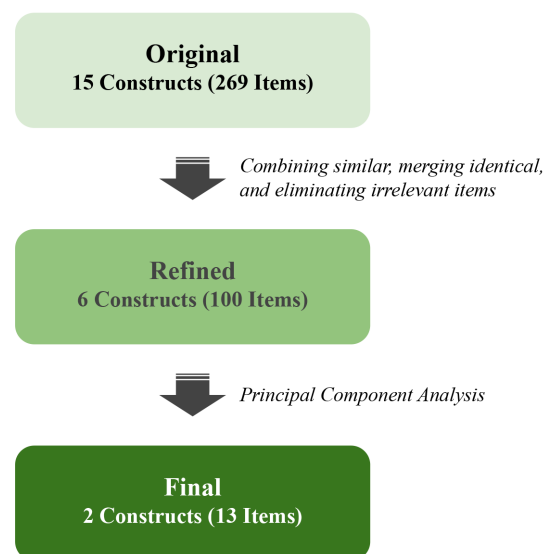 Original
15 Constructs (269 Items)
Combining similar, merging identical,
and eliminating irrelevant items
Refined
6 Constructs (100 Items)
Principal Component Analysis
Final
2 Constructs (13 Items)